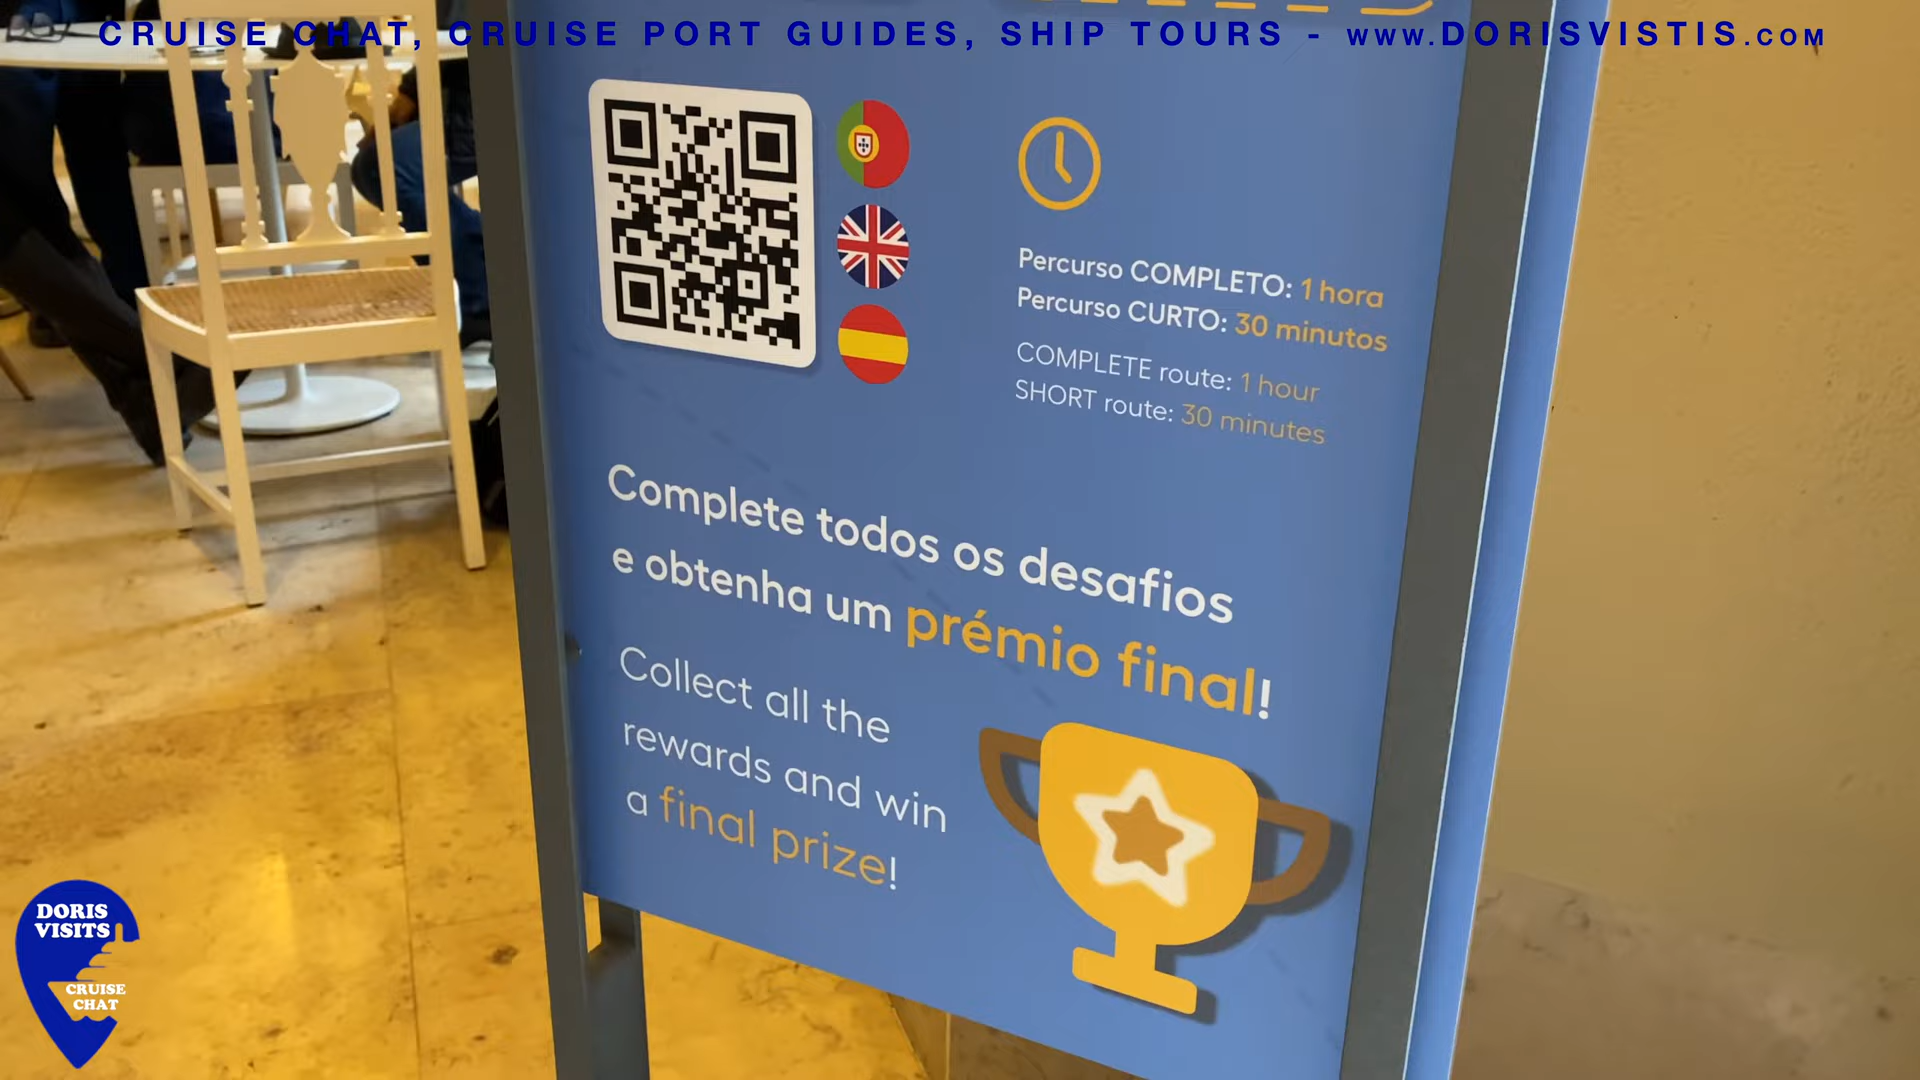 CRUISE CHAT, CRUISE PORT GUIDES, SHIP TOURS - WWW.DORISVISTIS.COM
Percurso COMPLETO: 1 hora
Percurso CURTO: 30 minutos
COMPLETE route: 1 hour
SHORT route: 30 minutes
Complete todos os desafios
e obtenha um prémio final!
Collect all the
rewards and win
a final prize!
DORIS
VISITS
CRUISE
CHAT